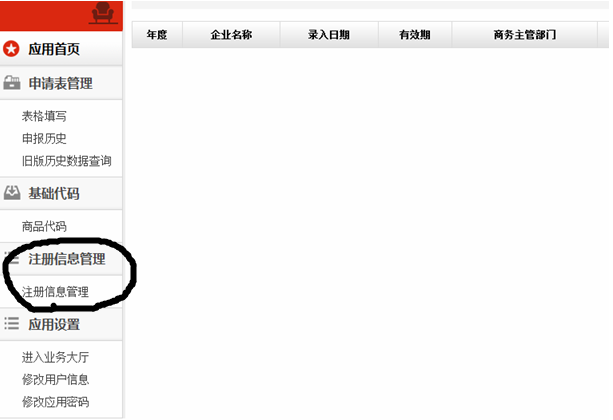 年度 企业名称 录入日期 有效期 商务主管部门
应用首页
申请表管理
表格填写
申报历史
旧版历史数据查询
基础代码
商品代码
注册信息管理
注册信息管理
应用设置
进入业务大厅
修改用户信息
修改应用密码